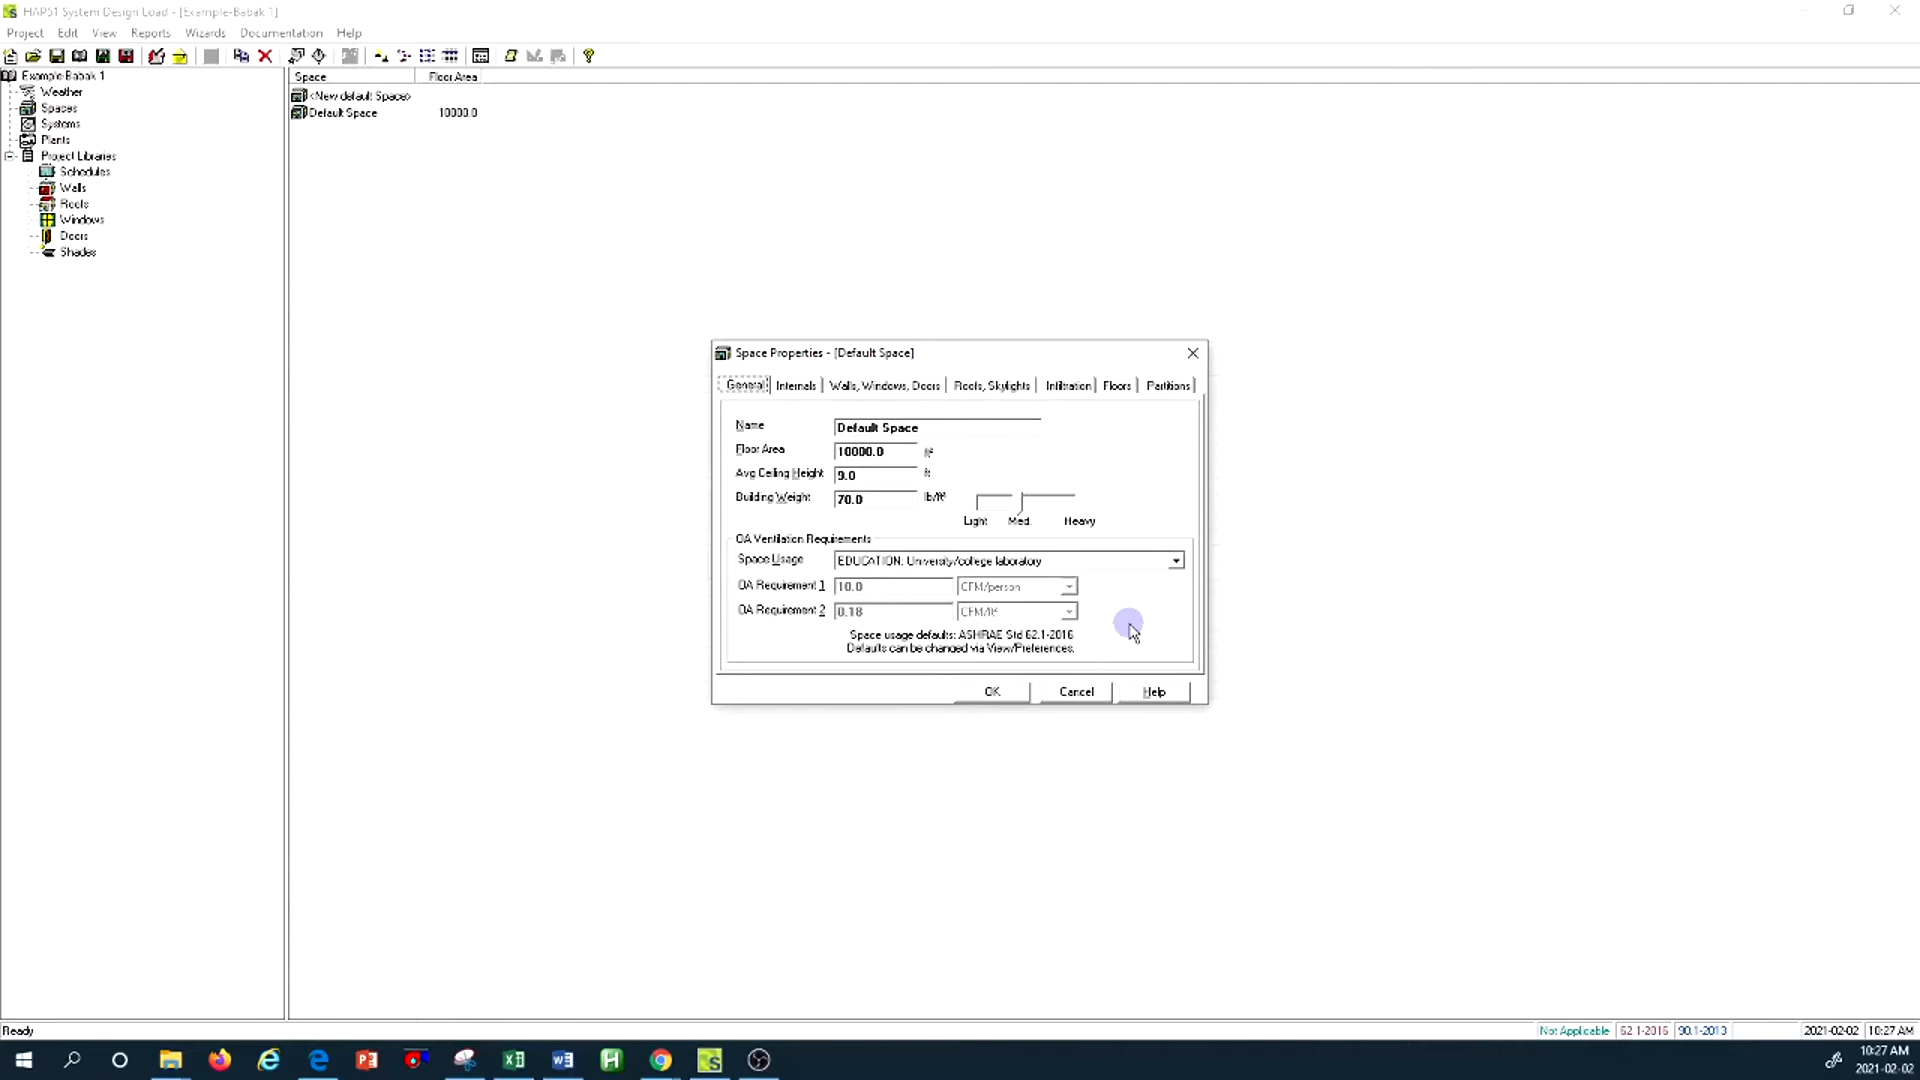 HAP51 System Design Load - [Example-Babak 1]
Project Edit View Reports Wizards Documentation Help
Example-Babak 1
Weather
Spaces
Systems
Plants
Project Libraries
Schedules
Walls
Roofs
Windows
Doors
Shades
Space Floor Area
<New default Space>
Default Space 10000.0
Space Properties - [Default Space]
General Internals Walls, Windows, Doors Roofs, Skylights Infiltration Floors Partitions
Name Default Space
Floor Area 10000.0 ft²
Avg Ceiling Height 9.0 ft
Building Weight 70.0 lb/ft²
Light Med. Heavy
OA Ventilation Requirements
Space Usage EDUCATION: University/college laboratory
OA Requirement 1 10.0 CFM/person
OA Requirement 2 0.18 CFM/ft²
Space usage defaults: ASHRAE Std 62.1-2016
Defaults can be changed via View/Preferences.
OK Cancel Help
Ready Not Applicable 62.1-2016 90.1-2013 2021-02-02 10:27 AM
10:27 AM
2021-02-02